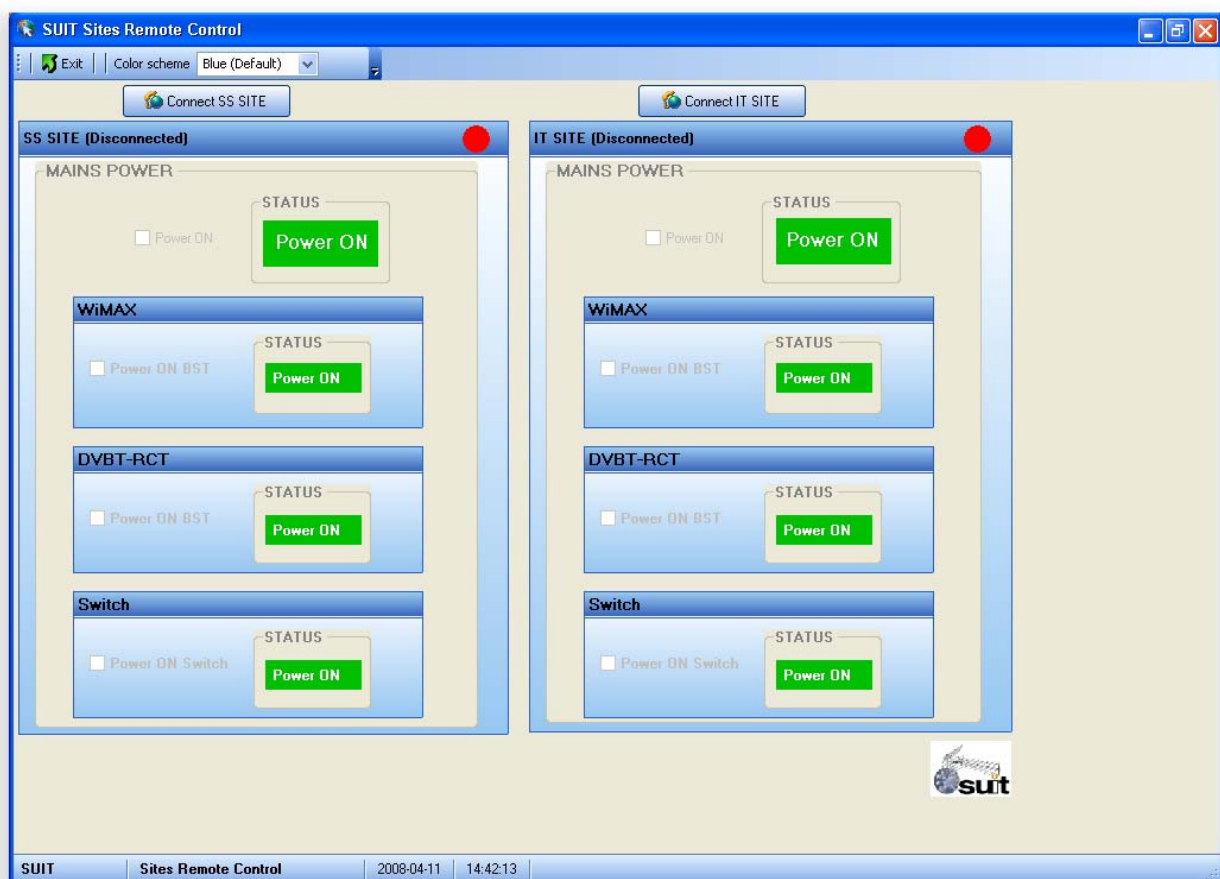 SUIT Sites Remote Control
Exit Color scheme Blue (Default)
Connect SS SITE
Connect IT SITE
SS SITE (Disconnected)
MAINS POWER
Power ON
STATUS
Power ON
WiMAX
Power ON BST
STATUS
Power ON
DVBT-RCT
Power ON BST
STATUS
Power ON
Switch
Power ON Switch
STATUS
Power ON
IT SITE (Disconnected)
MAINS POWER
Power ON
STATUS
Power ON
WiMAX
Power ON BST
STATUS
Power ON
DVBT-RCT
Power ON BST
STATUS
Power ON
Switch
Power ON Switch
STATUS
Power ON
suit
SUIT Sites Remote Control 2008-04-11 14:42:13